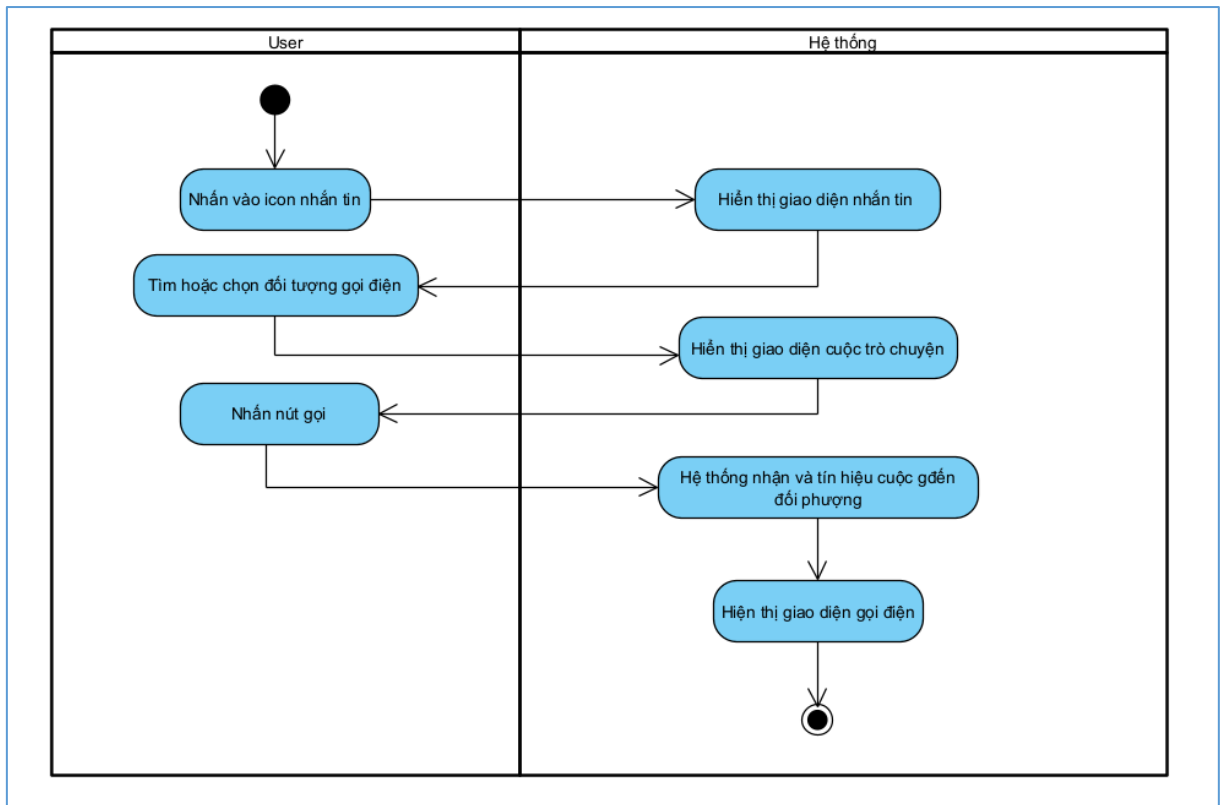 User
Hệ thống
Nhấn vào icon nhắn tin
Hiển thị giao diện nhắn tin
Tìm hoặc chọn đối tượng gọi điện
Hiển thị giao diện cuộc trò chuyện
Nhấn nút gọi
Hệ thống nhận và tín hiệu cuộc gđến
đối phượng
Hiện thị giao diện gọi điện